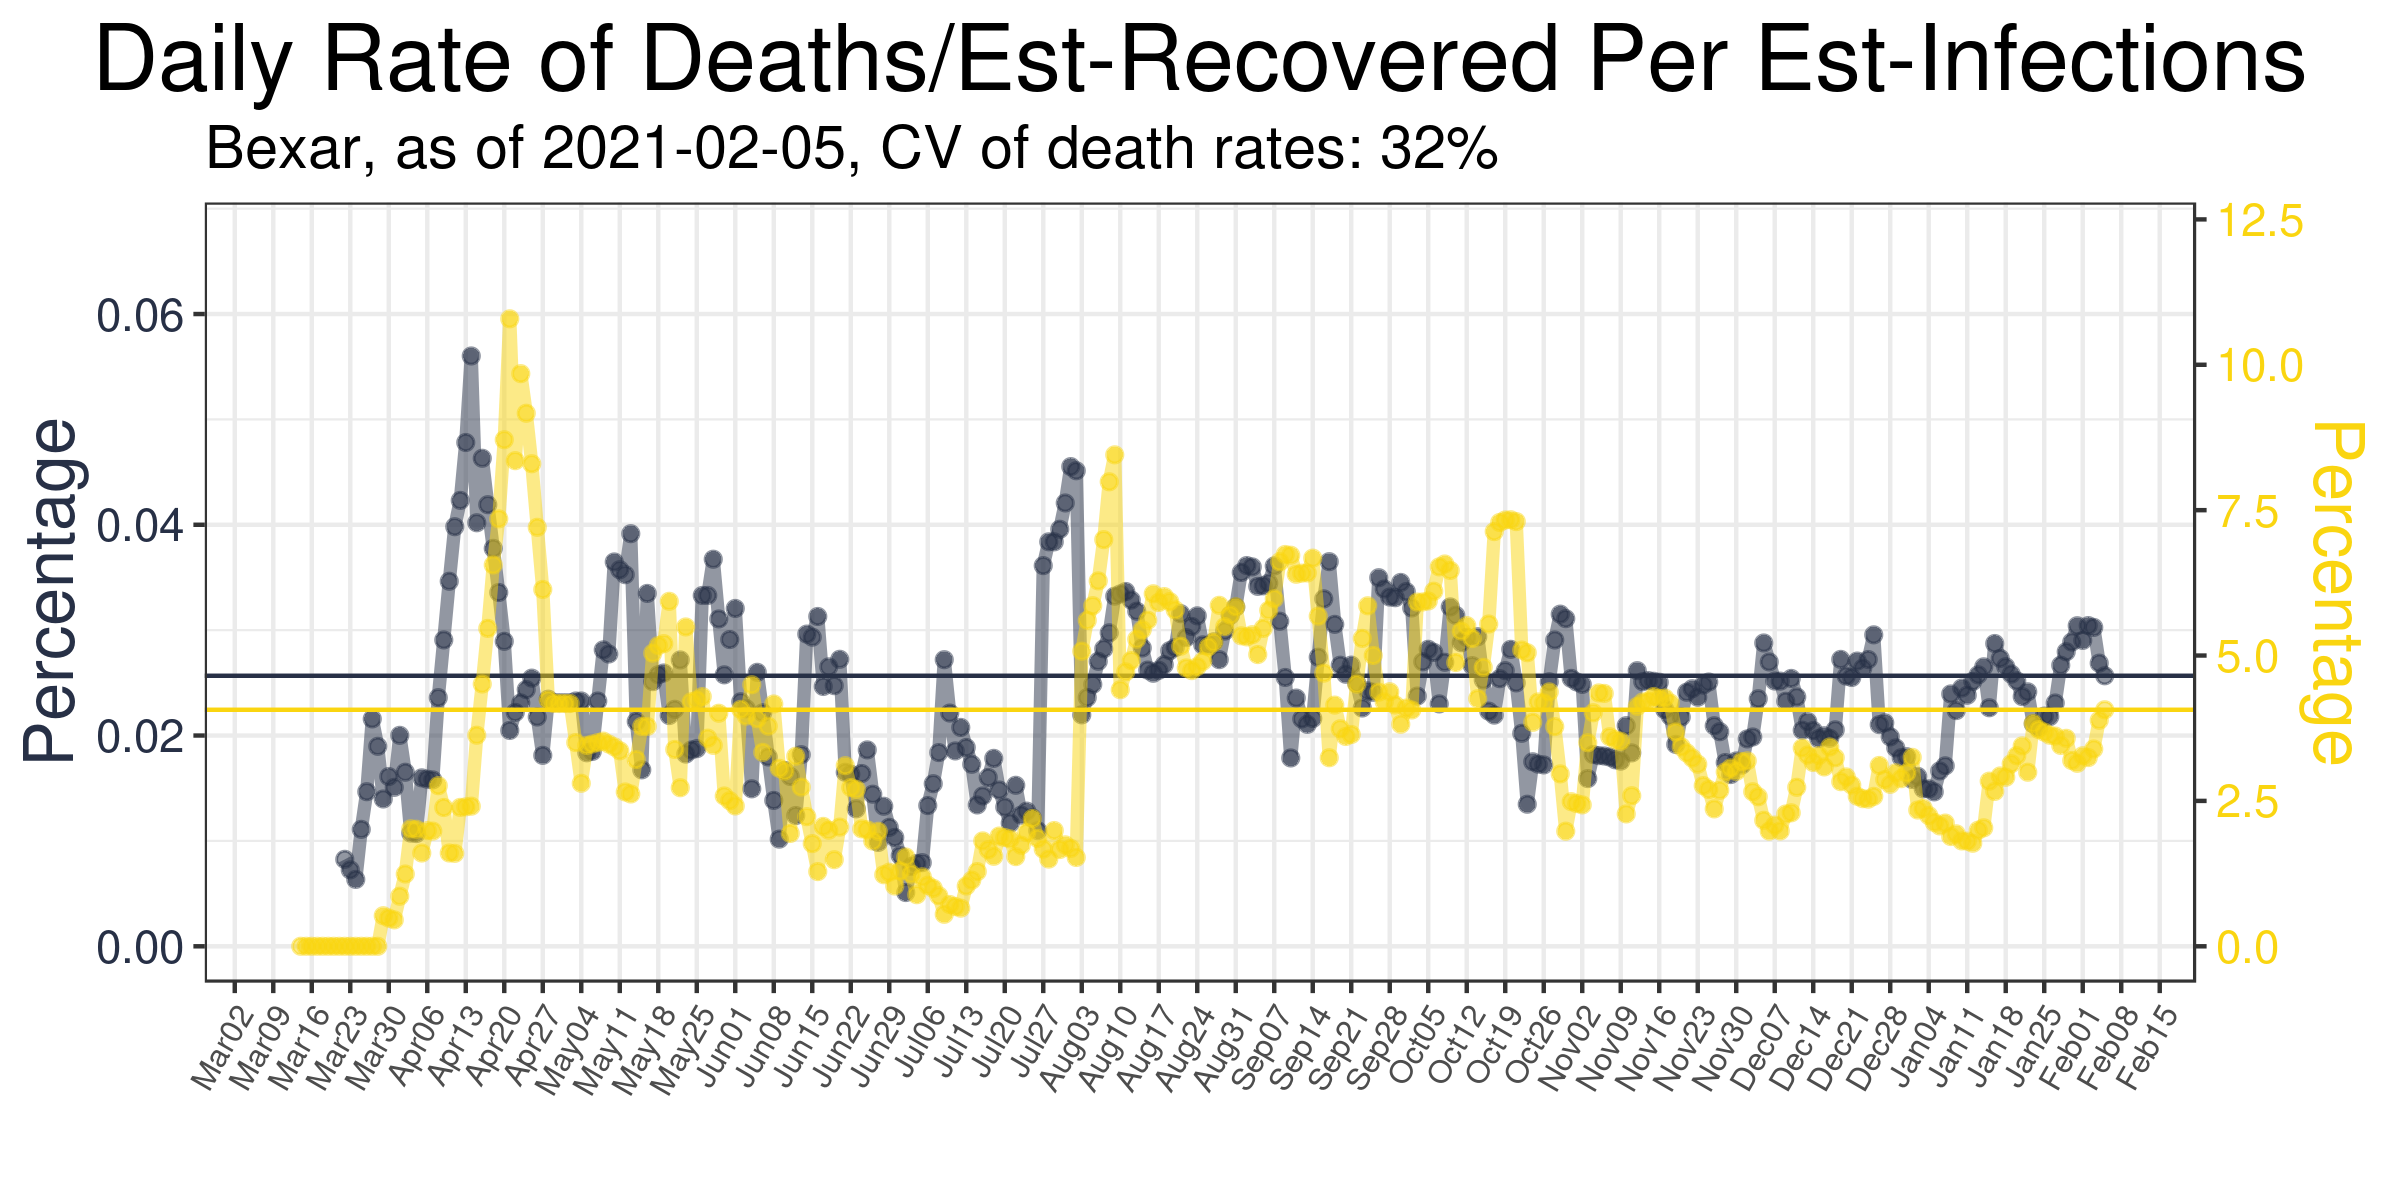 Daily Rate of Deaths/Est-Recovered Per Est-Infections
Bexar, as of 2021-02-05, CV of death rates: 32%
Percentage
0.06
0.04
0.02
0.00
12.5
10.0
7.5
5.0
2.5
0.0
Percentage
Mar02
Mar09
Mar16
Mar23
Mar30
Apr06
Apr13
Apr20
Apr27
May04
May11
May18
May25
Jun01
Jun08
Jun15
Jun22
Jun29
Jul06
Jul13
Jul20
Jul27
Aug03
Aug10
Aug17
Aug24
Aug31
Sep07
Sep14
Sep21
Sep28
Oct05
Oct12
Oct19
Oct26
Nov02
Nov09
Nov16
Nov23
Nov30
Dec07
Dec14
Dec21
Dec28
Jan04
Jan11
Jan18
Jan25
Feb01
Feb08
Feb15